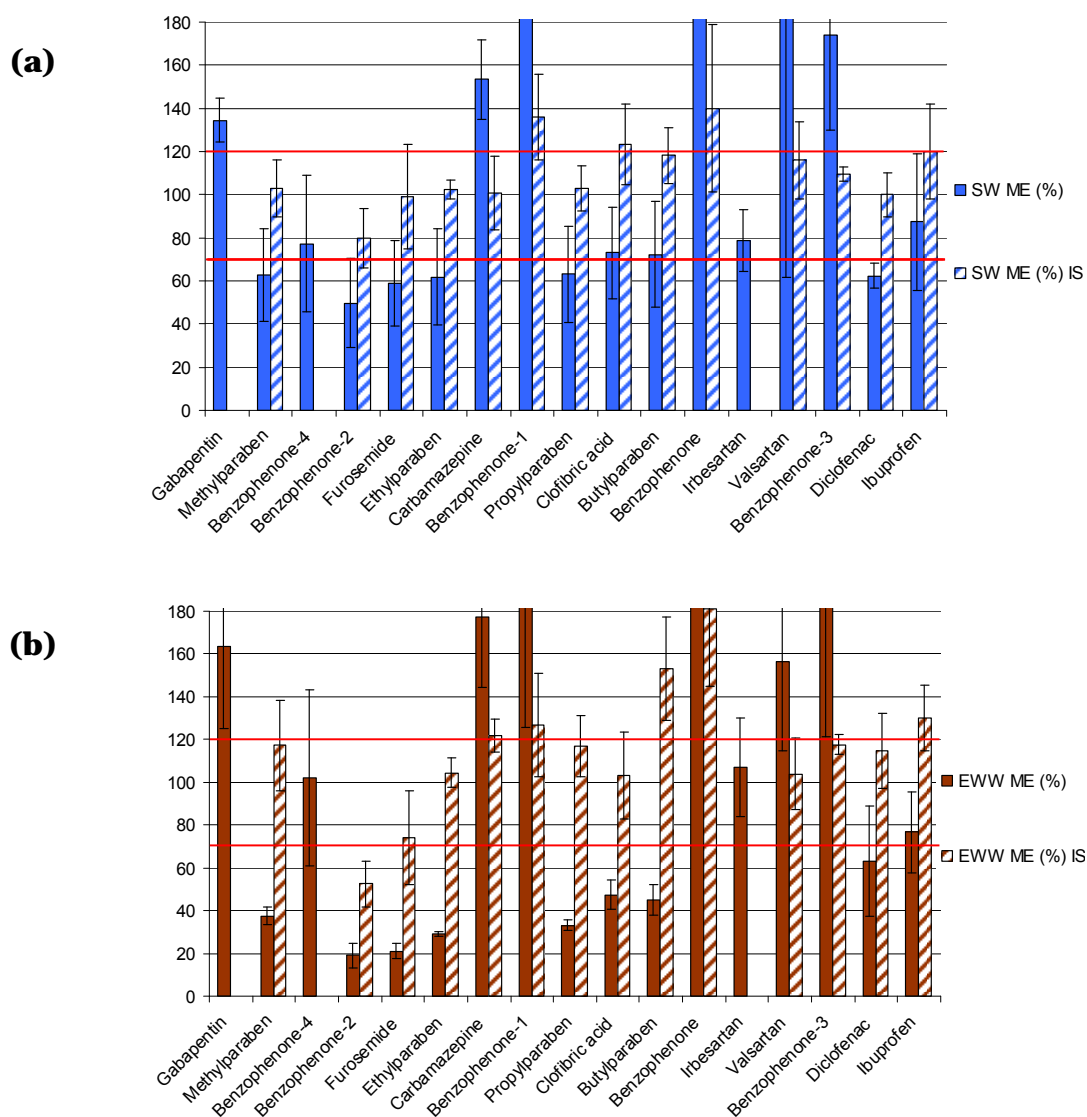 (a)
180
160
140
120
100
80
60
40
20
0
SW ME (%)
SW ME (%) IS
Gabapentin
Methylparaben
Benzophenone-4
Benzophenone-2
Furosemide
Ethylparaben
Carbamazepine
Benzophenone-1
Propylparaben
Clofibric acid
Butylparaben
Benzophenone
Irbesartan
Valsartan
Benzophenone-3
Diclofenac
Ibuprofen
(b)
180
160
140
120
100
80
60
40
20
0
EWW ME (%)
EWW ME (%) IS
Gabapentin
Methylparaben
Benzophenone-4
Benzophenone-2
Furosemide
Ethylparaben
Carbamazepine
Benzophenone-1
Propylparaben
Clofibric acid
Butylparaben
Benzophenone
Irbesartan
Valsartan
Benzophenone-3
Diclofenac
Ibuprofen